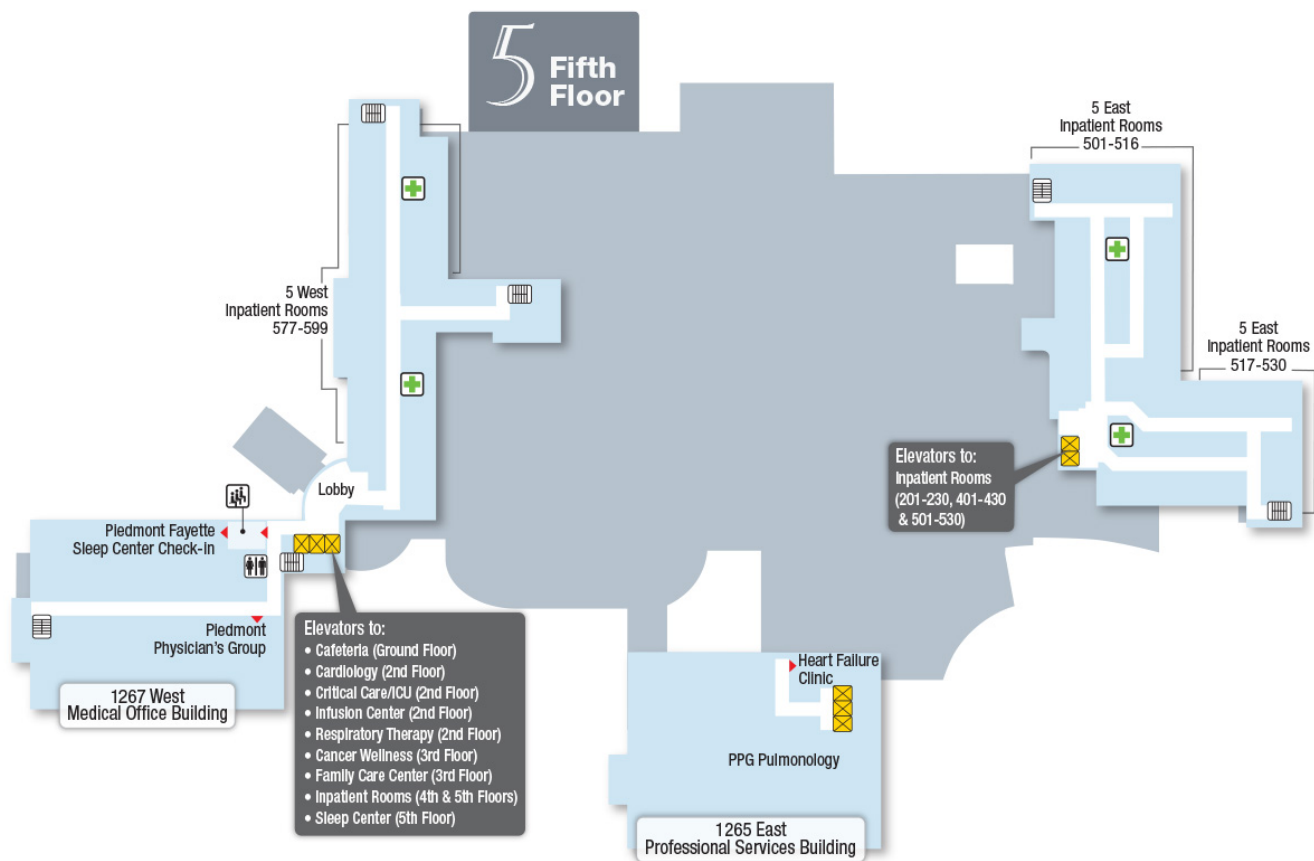 5 Fifth
Floor
5 East
Inpatient Rooms
501-516
5 West
Inpatient Rooms
577-599
5 East
Inpatient Rooms
517-530
Elevators to:
Inpatient Rooms
(201-230, 401-430
& 501-530)
Lobby
Piedmont Fayette
Sleep Center Check-In
Piedmont
Physician's Group
1267 West
Medical Office Building
Elevators to:
• Cafeteria (Ground Floor)
• Cardiology (2nd Floor)
• Critical Care/ICU (2nd Floor)
• Infusion Center (2nd Floor)
• Respiratory Therapy (2nd Floor)
• Cancer Wellness (3rd Floor)
• Family Care Center (3rd Floor)
• Inpatient Rooms (4th & 5th Floors)
• Sleep Center (5th Floor)
Heart Failure
Clinic
PPG Pulmonology
1265 East
Professional Services Building